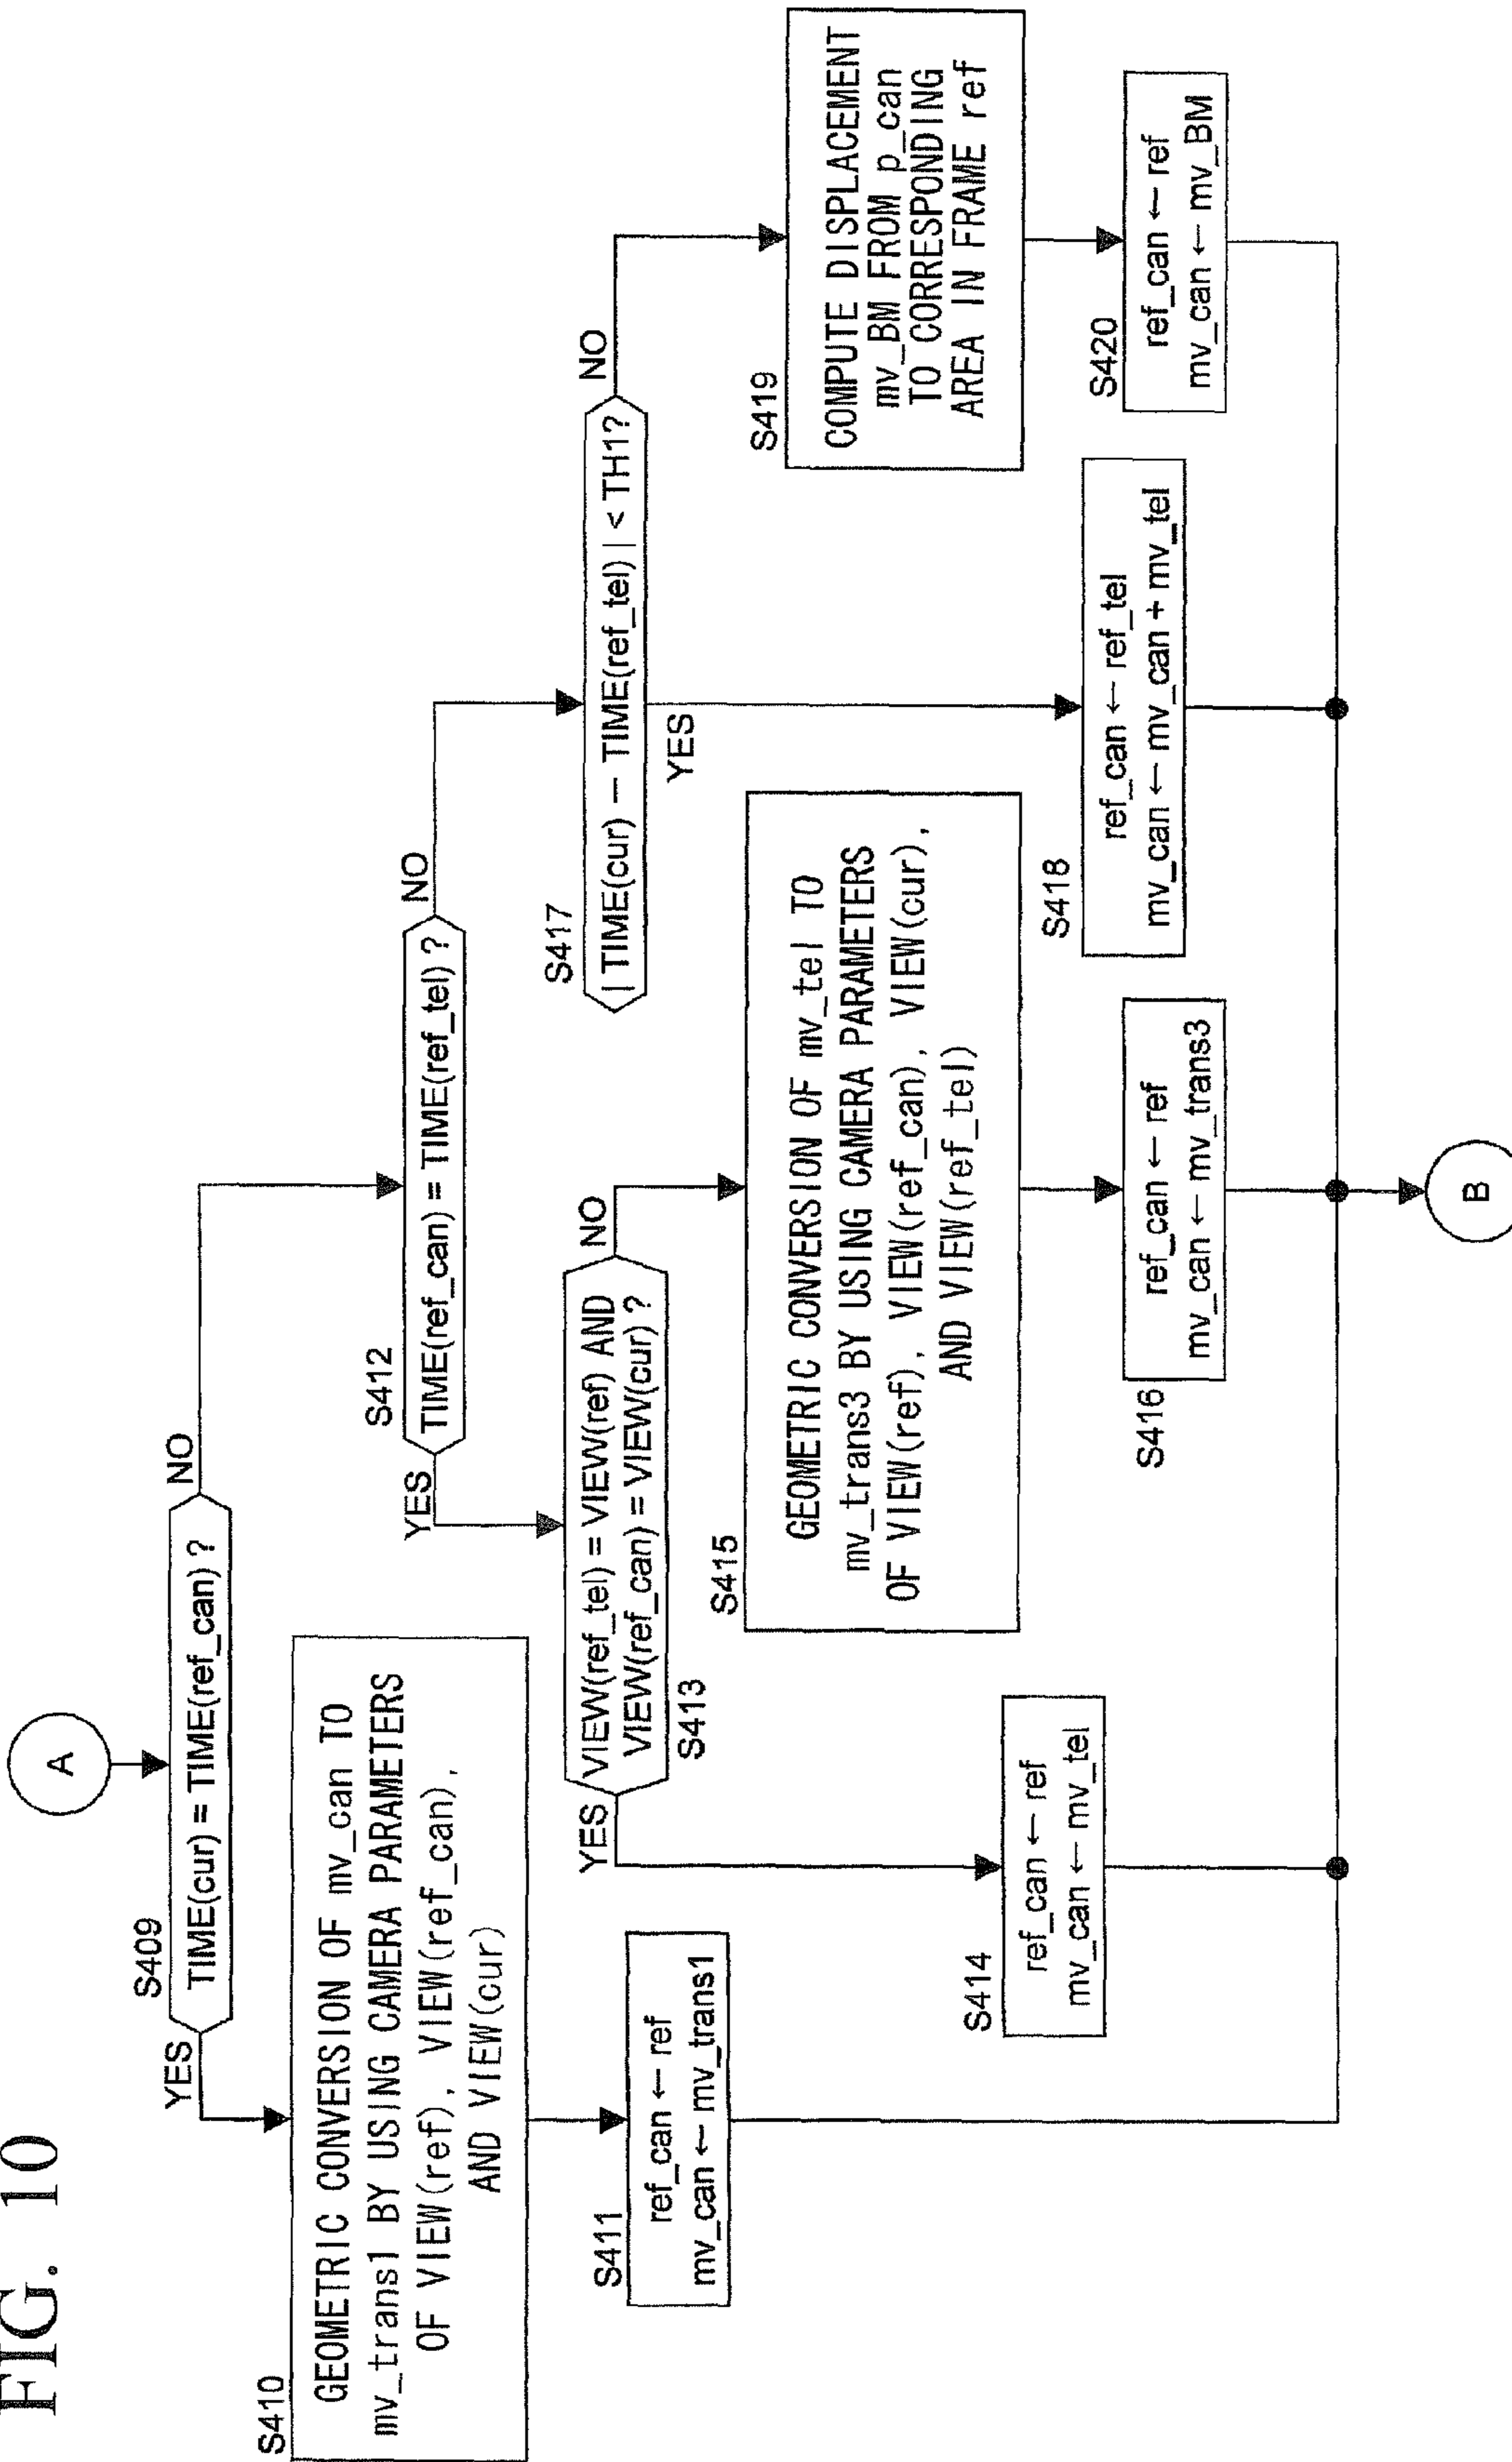 FIG. 10
A
S409
TIME(cur) = TIME(ref_can) ?
YES
NO
S410
GEOMETRIC CONVERSION OF mv_can TO
mv_trans1 BY USING CAMERA PARAMETERS
OF VIEW(ref), VIEW(ref_can),
AND VIEW(cur)
S411
ref_can ← ref
mv_can ← mv_trans1
S412
TIME(ref_can) = TIME(ref_tel) ?
YES
NO
VIEW(ref_tel) = VIEW(ref) AND
VIEW(ref_can) = VIEW(cur) ?
S413
YES
NO
S414
ref_can ← ref
mv_can ← mv_tel
S415
GEOMETRIC CONVERSION OF mv_tel TO
mv_trans3 BY USING CAMERA PARAMETERS
OF VIEW(ref), VIEW(ref_can), VIEW(cur),
AND VIEW(ref_tel)
S416
ref_can ← ref
mv_can ← mv_trans3
S417
| TIME(cur) − TIME(ref_tel) | < TH1?
YES
NO
S418
ref_can ← ref_tel
mv_can ← mv_can + mv_tel
S419
COMPUTE DISPLACEMENT
mv_BM FROM p_can
TO CORRESPONDING
AREA IN FRAME ref
S420
ref_can ← ref
mv_can ← mv_BM
B